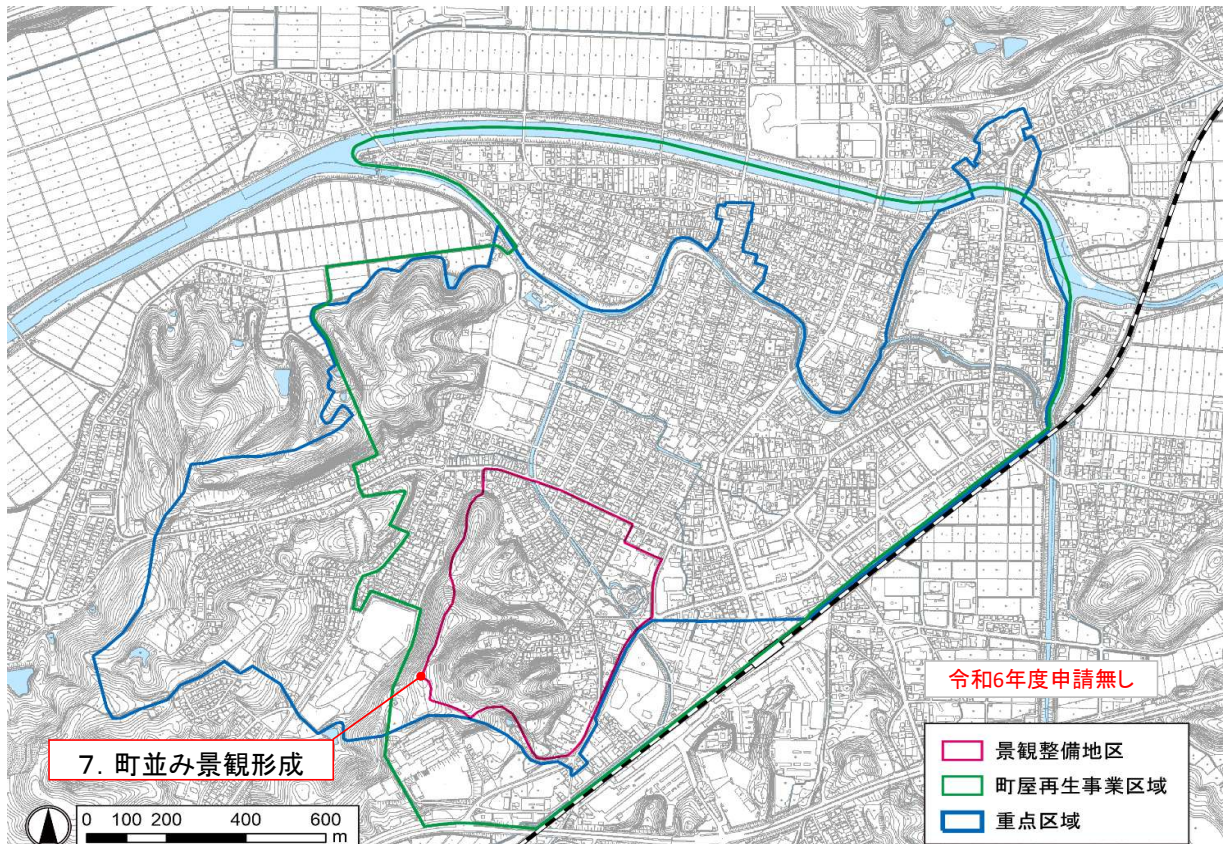 令和6年度申請無し
7. 町並み景観形成
景観整備地区
町屋再生事業区域
重点区域
0 100 200 400 600
m